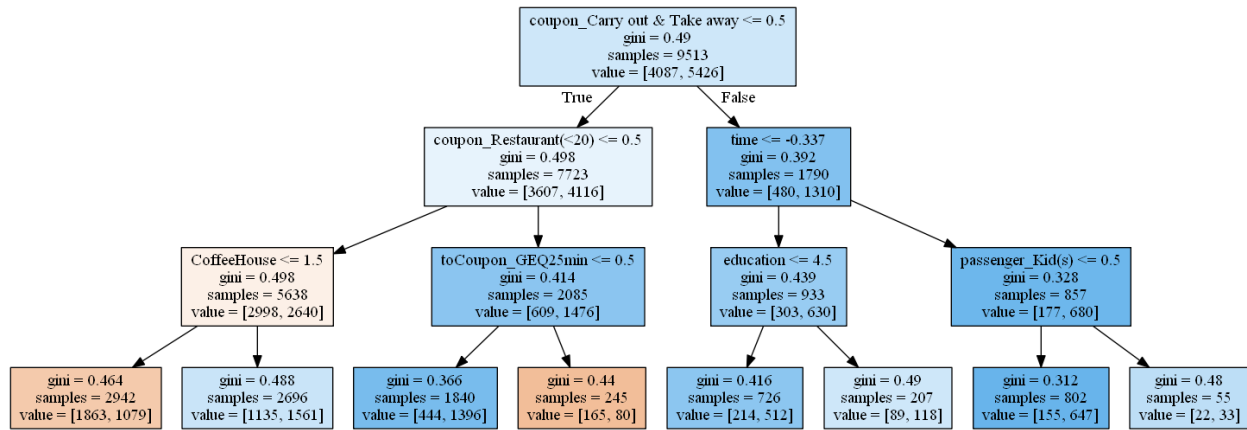 coupon_Carry out & Take away <= 0.5
gini = 0.49
samples = 9513
value = [4087, 5426]
True
False
coupon_Restaurant(<20) <= 0.5
gini = 0.498
samples = 7723
value = [3607, 4116]
time <= -0.337
gini = 0.392
samples = 1790
value = [480, 1310]
CoffeeHouse <= 1.5
gini = 0.498
samples = 5638
value = [2998, 2640]
toCoupon_GEQ25min <= 0.5
gini = 0.414
samples = 2085
value = [609, 1476]
education <= 4.5
gini = 0.439
samples = 933
value = [303, 630]
passenger_Kid(s) <= 0.5
gini = 0.328
samples = 857
value = [177, 680]
gini = 0.464
samples = 2942
value = [1863, 1079]
gini = 0.488
samples = 2696
value = [1135, 1561]
gini = 0.366
samples = 1840
value = [444, 1396]
gini = 0.44
samples = 245
value = [165, 80]
gini = 0.416
samples = 726
value = [214, 512]
gini = 0.49
samples = 207
value = [89, 118]
gini = 0.312
samples = 802
value = [155, 647]
gini = 0.48
samples = 55
value = [22, 33]